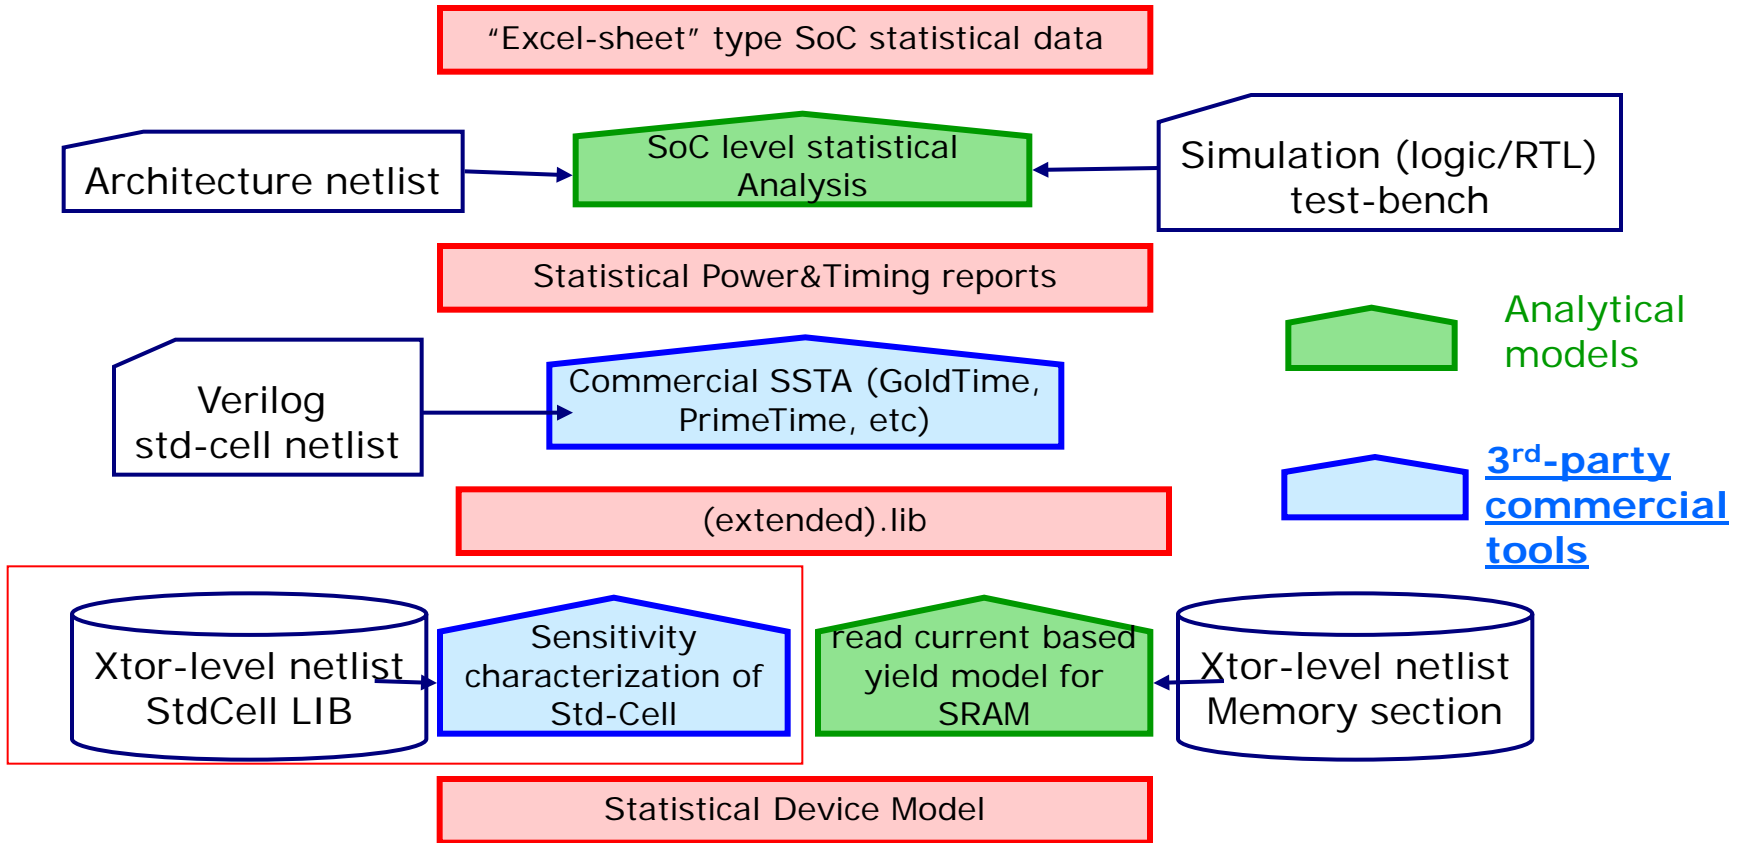 “Excel-sheet” type SoC statistical data
Architecture netlist
SoC level statistical
Analysis
Simulation (logic/RTL)
test-bench
Statistical Power&Timing reports
Analytical
models
Verilog
std-cell netlist
Commercial SSTA (GoldTime,
PrimeTime, etc)
3rd-party
commercial
tools
(extended).lib
Xtor-level netlist
StdCell LIB
Sensitivity
characterization of
Std-Cell
read current based
yield model for
SRAM
Xtor-level netlist
Memory section
Statistical Device Model